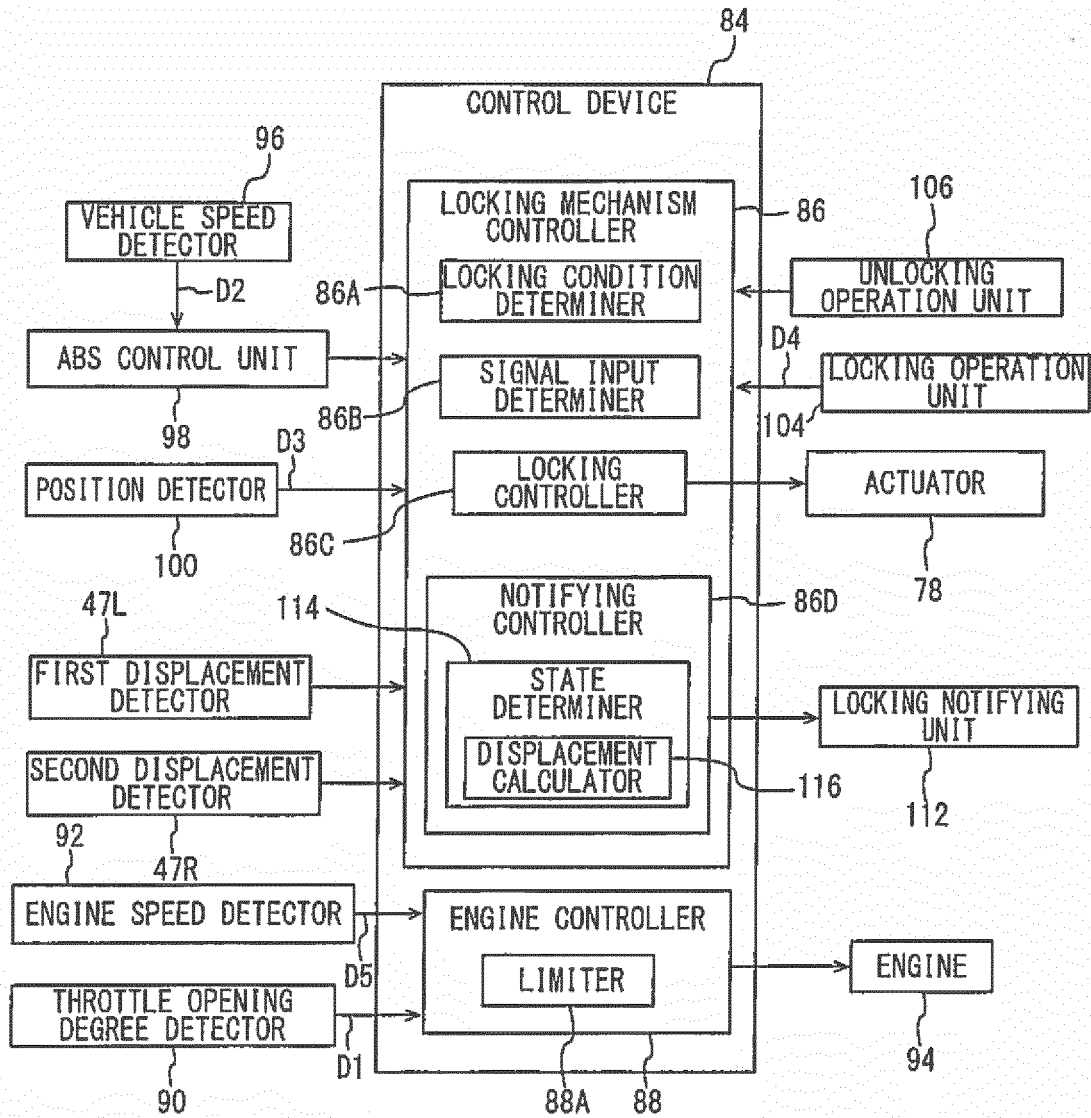 84
CONTROL DEVICE
96
VEHICLE SPEED
DETECTOR
D2
ABS CONTROL UNIT
98
D3
POSITION DETECTOR
100
47L
FIRST DISPLACEMENT
DETECTOR
SECOND DISPLACEMENT
DETECTOR
47R
92
ENGINE SPEED DETECTOR
D5
THROTTLE OPENING
DEGREE DETECTOR
D1
90
LOCKING MECHANISM
CONTROLLER
86
86A
LOCKING CONDITION
DETERMINER
86B
SIGNAL INPUT
DETERMINER
86C
LOCKING
CONTROLLER
NOTIFYING
CONTROLLER
86D
114
STATE
DETERMINER
DISPLACEMENT
CALCULATOR
116
ENGINE CONTROLLER
LIMITER
88A
88
106
UNLOCKING
OPERATION UNIT
D4
LOCKING OPERATION
UNIT
104
ACTUATOR
78
LOCKING NOTIFYING
UNIT
112
ENGINE
94